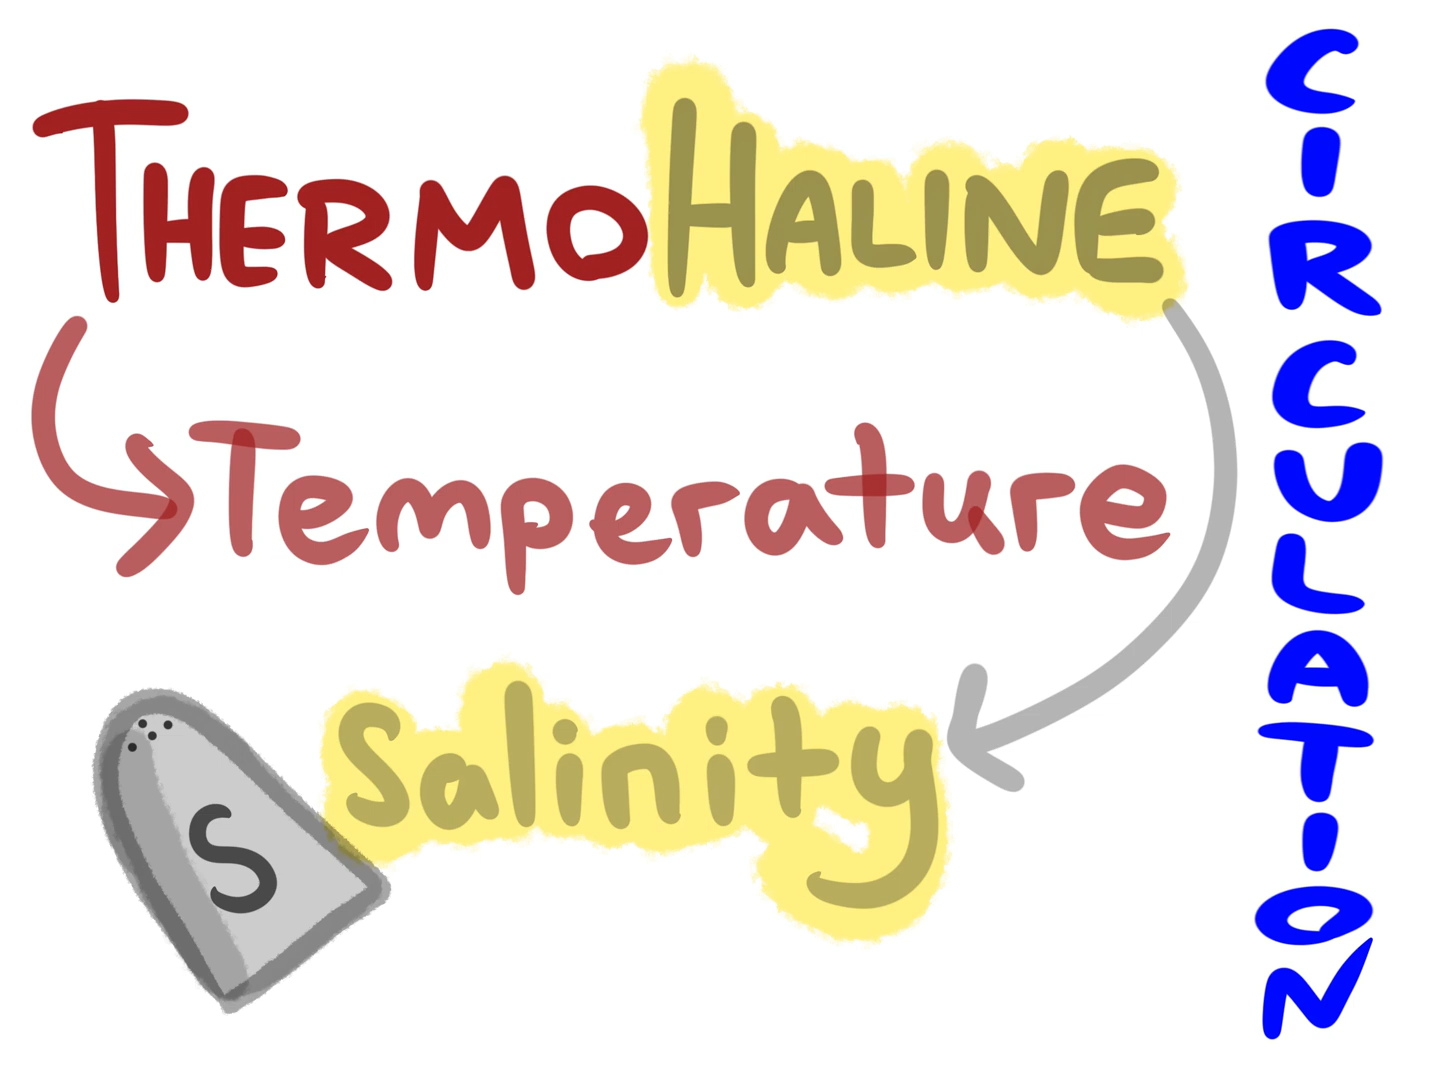 THERMOHALINE
Temperature
Salinity
S
CIRCULATION